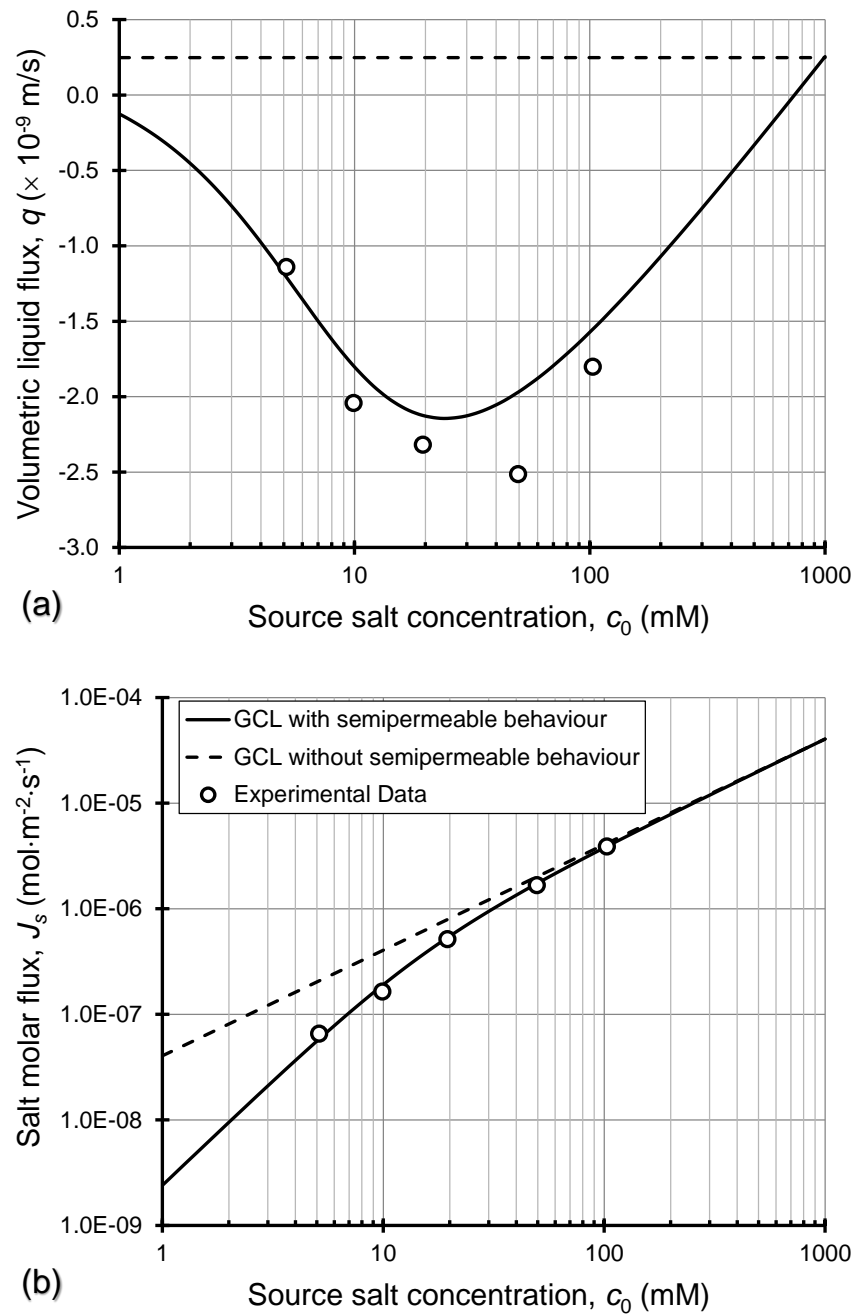 0.5
0.0
-0.5
-1.0
-1.5
-2.0
-2.5
-3.0
Volumetric liquid flux, q (× 10⁻⁹ m/s)
1 10 100 1000
(a)
Source salt concentration, c₀ (mM)
1.0E-04
1.0E-05
1.0E-06
1.0E-07
1.0E-08
1.0E-09
Salt molar flux, Jₛ (mol·m⁻²·s⁻¹)
GCL with semipermeable behaviour
GCL without semipermeable behaviour
Experimental Data
1 10 100 1000
(b)
Source salt concentration, c₀ (mM)